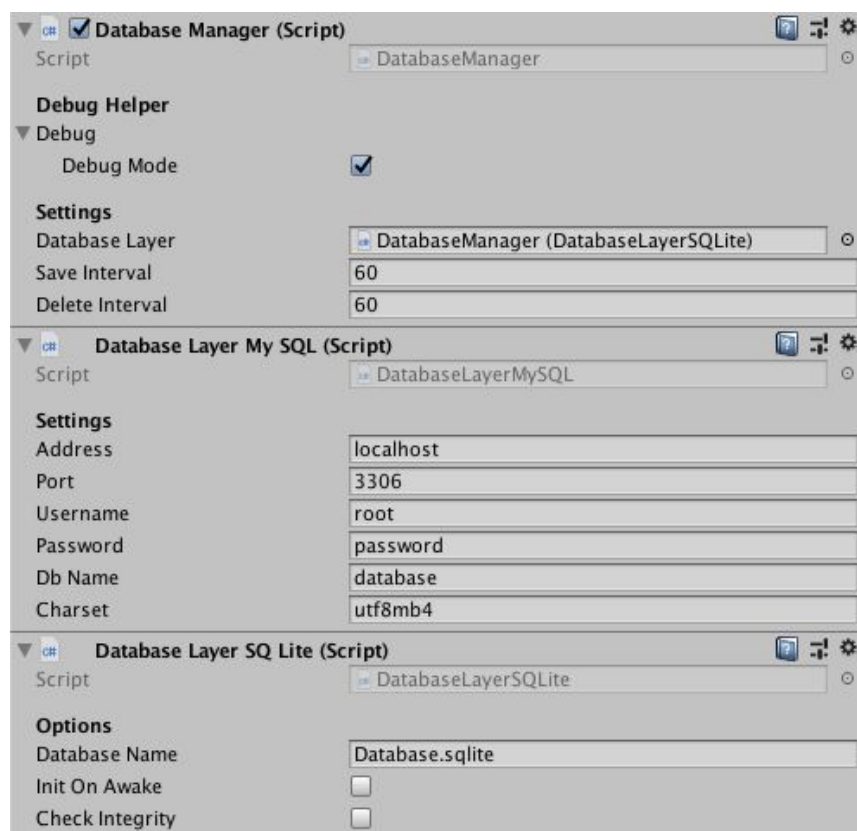 Database Manager (Script)
Script DatabaseManager
Debug Helper
Debug
Debug Mode
Settings
Database Layer DatabaseManager (DatabaseLayerSQLite)
Save Interval 60
Delete Interval 60
Database Layer My SQL (Script)
Script DatabaseLayerMySQL
Settings
Address localhost
Port 3306
Username root
Password password
Db Name database
Charset utf8mb4
Database Layer SQ Lite (Script)
Script DatabaseLayerSQLite
Options
Database Name Database.sqlite
Init On Awake
Check Integrity